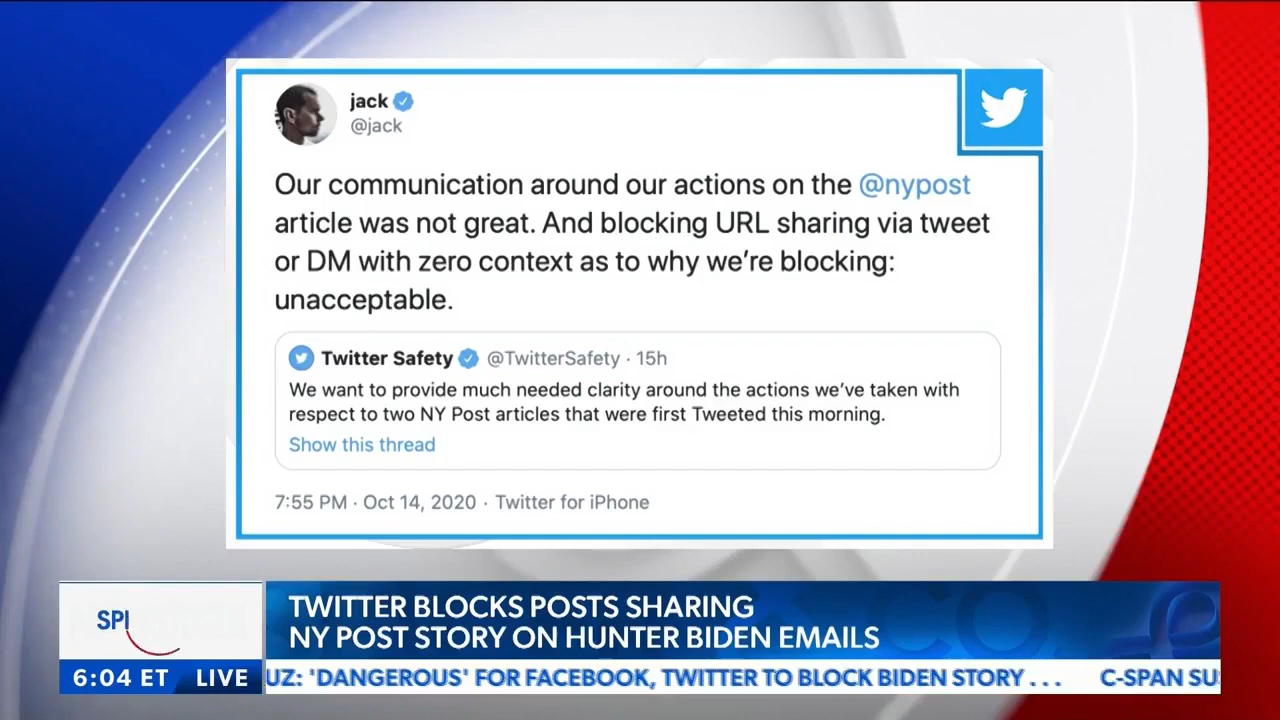 jack
@jack
Our communication around our actions on the @nypost
article was not great. And blocking URL sharing via tweet
or DM with zero context as to why we’re blocking:
unacceptable.
Twitter Safety @TwitterSafety · 15h
We want to provide much needed clarity around the actions we’ve taken with
respect to two NY Post articles that were first Tweeted this morning.
Show this thread
7:55 PM · Oct 14, 2020 · Twitter for iPhone
SPI
TWITTER BLOCKS POSTS SHARING
NY POST STORY ON HUNTER BIDEN EMAILS
6:04 ET LIVE
UZ: 'DANGEROUS' FOR FACEBOOK, TWITTER TO BLOCK BIDEN STORY . . . C-SPAN SU